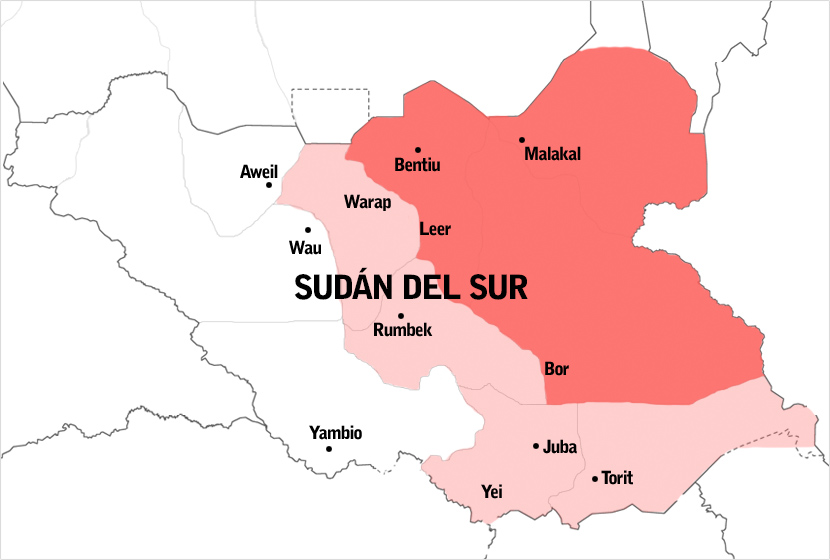 Bentiu
Malakal
Aweil
Warap
Leer
Wau
SUDÁN DEL SUR
Rumbek
Bor
Yambio
Juba
Torit
Yei